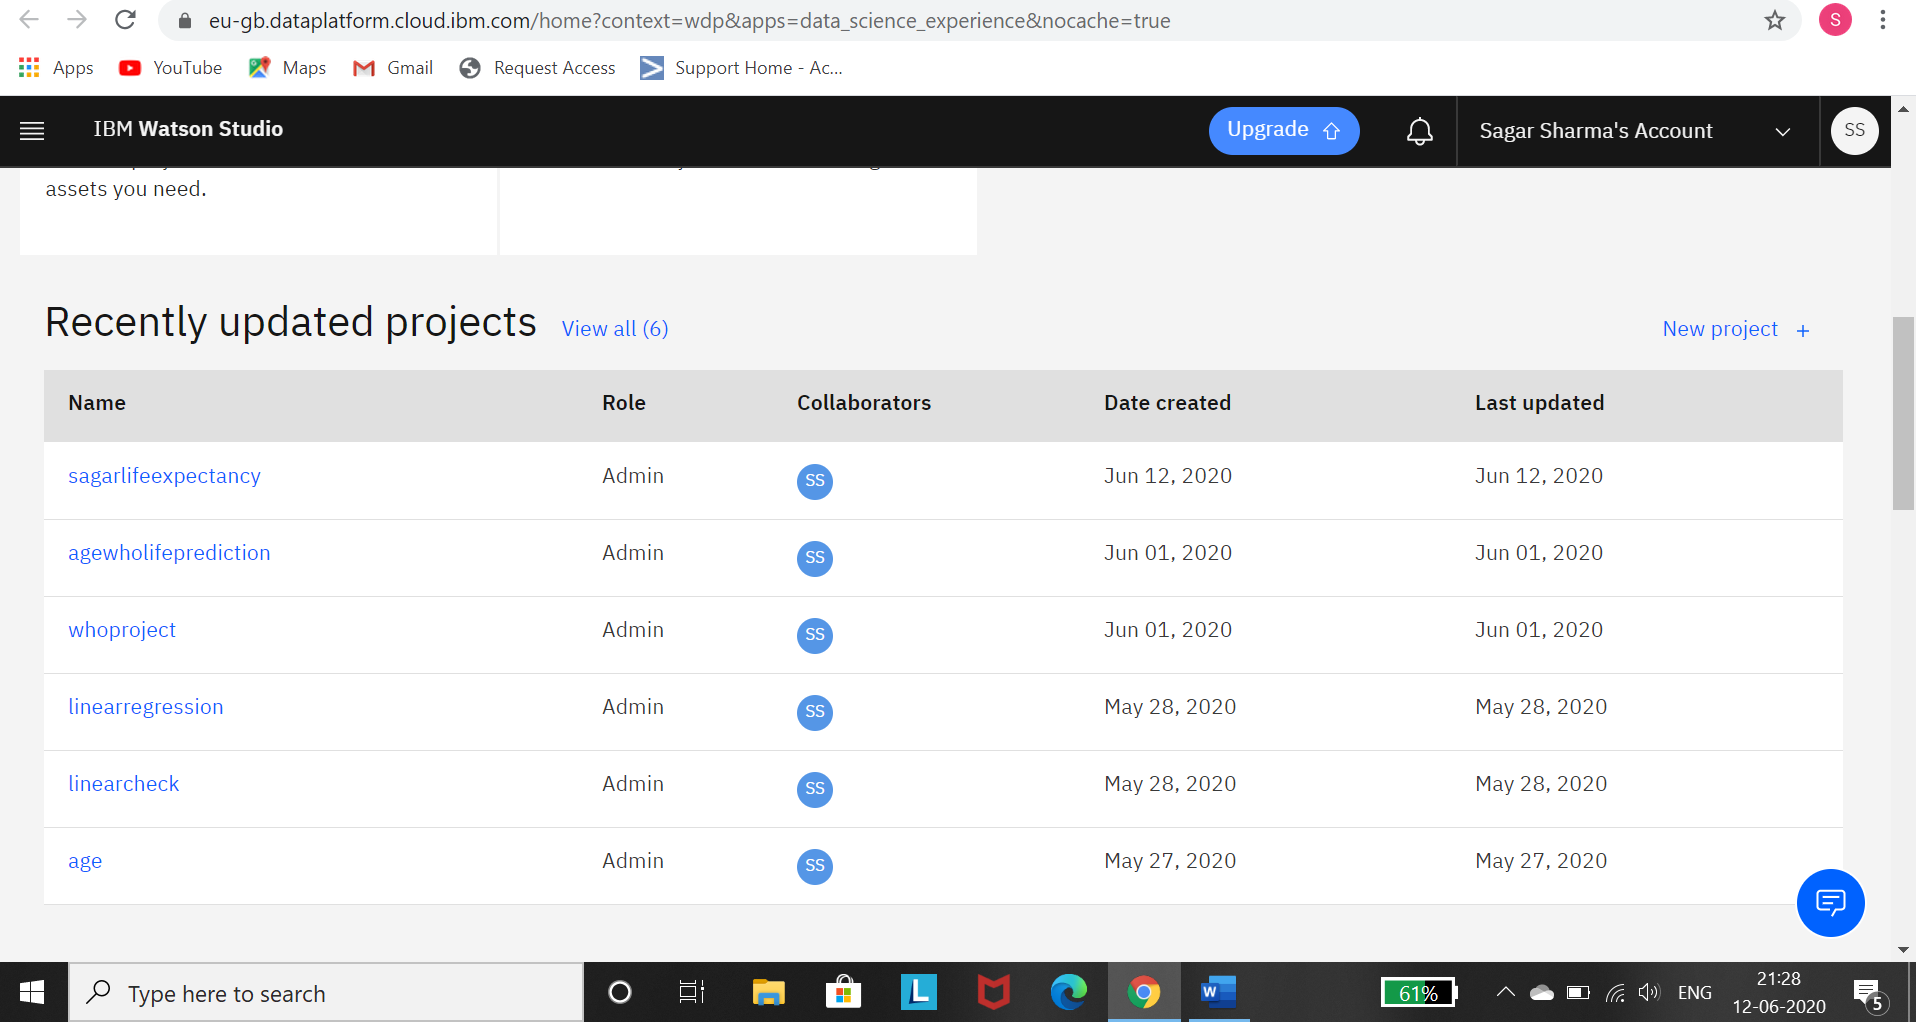 eu-gb.dataplatform.cloud.ibm.com/home?context=wdp&apps=data_science_experience&nocache=true
S
Apps YouTube Maps Gmail Request Access Support Home - Ac...
IBM Watson Studio Upgrade Sagar Sharma's Account SS
assets you need.
Recently updated projects View all (6) New project +
Name Role Collaborators Date created Last updated
sagarlifeexpectancy Admin SS Jun 12, 2020 Jun 12, 2020
agewholifeprediction Admin SS Jun 01, 2020 Jun 01, 2020
whoproject Admin SS Jun 01, 2020 Jun 01, 2020
linearregression Admin SS May 28, 2020 May 28, 2020
linearcheck Admin SS May 28, 2020 May 28, 2020
age Admin SS May 27, 2020 May 27, 2020
Type here to search L W 61% ENG 21:28
12-06-2020 5